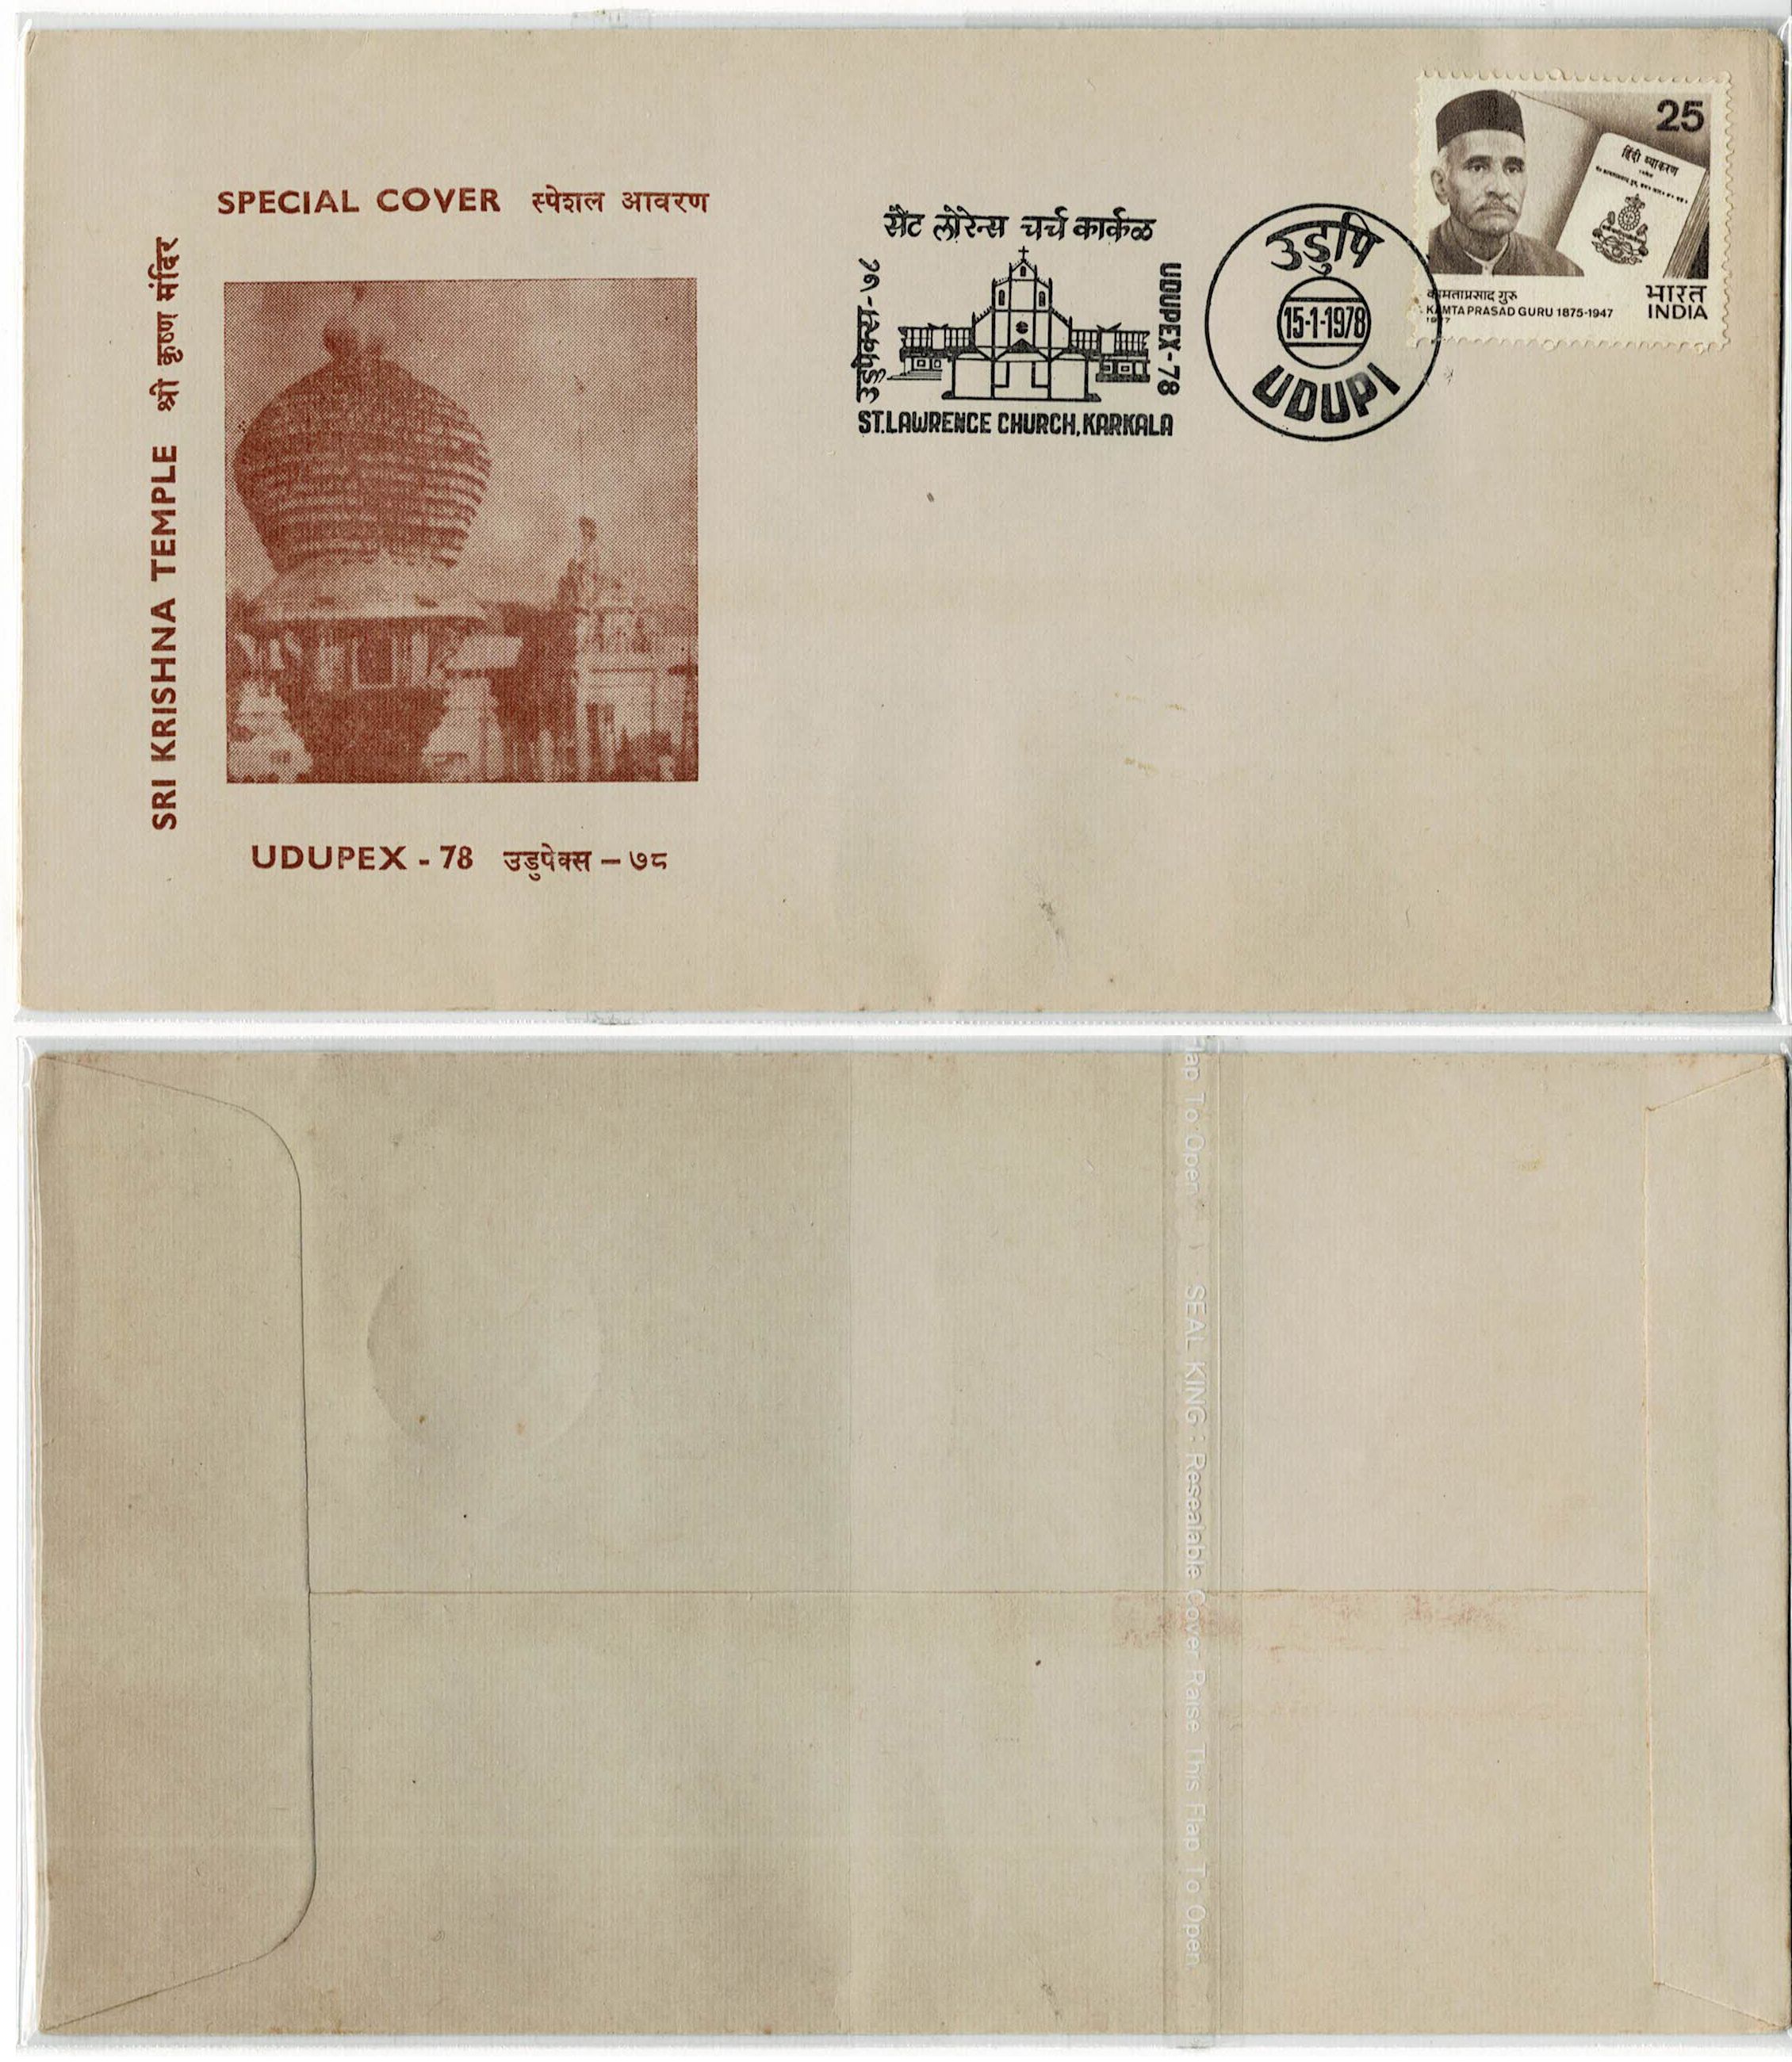 SPECIAL COVER स्पेशल आवरण
SRI KRISHNA TEMPLE श्री कृष्ण मंदिर
UDUPEX - 78 उडुपेक्स – ७८
सेंट लोरेन्स चर्च कार्कळ
उडुपेक्स-७८
UDUPEX-78
ST.LAWRENCE CHURCH, KARKALA
उडुपि
15-1-1978
UDUPI
25
हिंदी व्याकरण
कामताप्रसाद गुरु
KAMTA PRASAD GURU 1875-1947
1977
भारत
INDIA
Flap To Open
SEAL KING : Resealable Cover Raise This Flap To Open